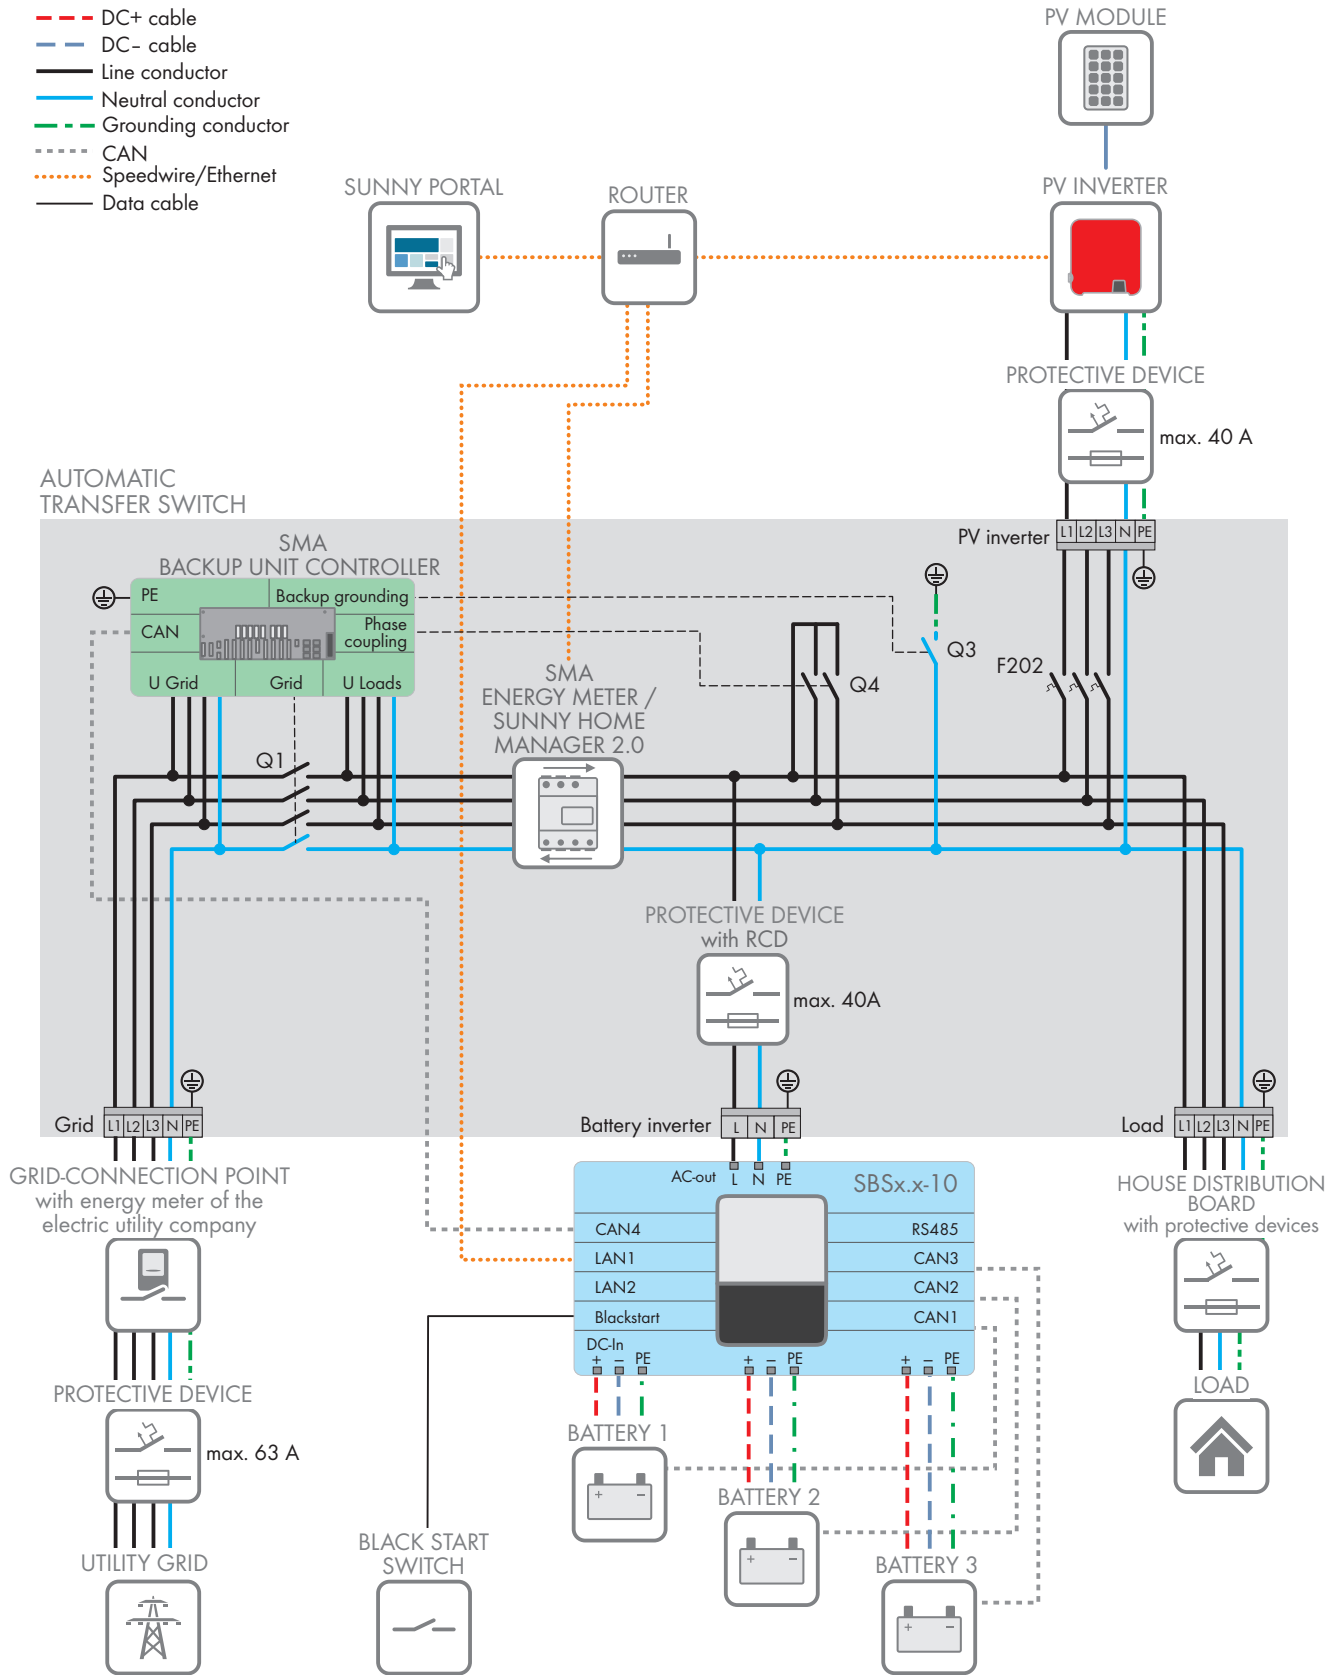 DC+ cable
DC– cable
Line conductor
Neutral conductor
Grounding conductor
CAN
Speedwire/Ethernet
Data cable
PV MODULE
SUNNY PORTAL
ROUTER
PV INVERTER
PROTECTIVE DEVICE
max. 40 A
AUTOMATIC
TRANSFER SWITCH
PV inverter
L1 L2 L3 N PE
SMA
BACKUP UNIT CONTROLLER
PE
Backup grounding
CAN
Phase
coupling
U Grid
Grid
U Loads
Q3
F202
Q4
SMA
ENERGY METER /
SUNNY HOME
MANAGER 2.0
Q1
PROTECTIVE DEVICE
with RCD
max. 40A
Grid
L1 L2 L3 N PE
Battery inverter
L N PE
Load
L1 L2 L3 N PE
GRID-CONNECTION POINT
with energy meter of the
electric utility company
AC-out
L N PE
SBSx.x-10
CAN4
LAN1
LAN2
Blackstart
RS485
CAN3
CAN2
CAN1
DC-In
+ – PE
+ – PE
+ – PE
HOUSE DISTRIBUTION
BOARD
with protective devices
PROTECTIVE DEVICE
max. 63 A
LOAD
BATTERY 1
+ –
BATTERY 2
+ –
BATTERY 3
+ –
BLACK START
SWITCH
UTILITY GRID